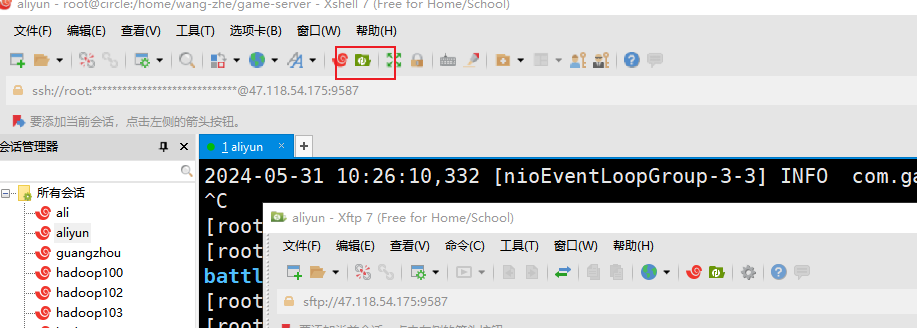 aliyun - root@circle:/home/wang-zhe/game-server - Xshell 7 (Free for Home/School)
文件(F) 编辑(E) 查看(V) 工具(T) 选项卡(B) 窗口(W) 帮助(H)
ssh://root:*****************************@47.118.54.175:9587
要添加当前会话，点击左侧的箭头按钮。
会话管理器
1 aliyun
所有会话
ali
aliyun
guangzhou
hadoop100
hadoop102
hadoop103
2024-05-31 10:26:10,332 [nioEventLoopGroup-3-3] INFO com.ga
^C
[root
[root
battl
[root
aliyun - Xftp 7 (Free for Home/School)
文件(F) 编辑(E) 查看(V) 命令(C) 工具(T) 窗口(W) 帮助(H)
sftp://47.118.54.175:9587